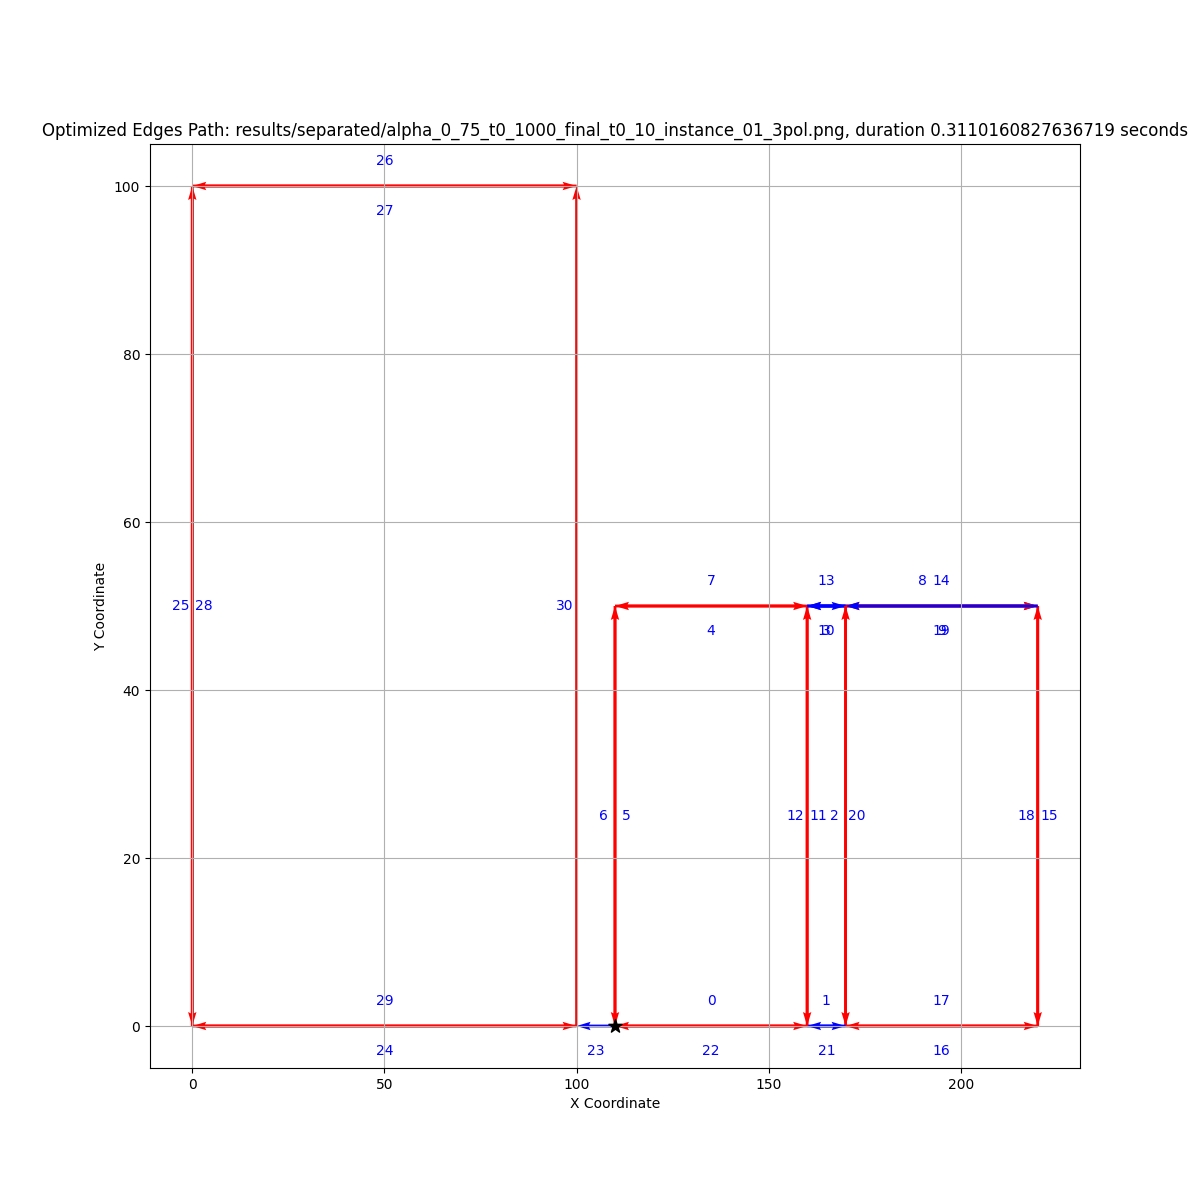 Optimized Edges Path: results/separated/alpha_0_75_t0_1000_final_t0_10_instance_01_3pol.png, duration 0.3110160827636719 seconds
26
100
27
80
60
7 13 8 14
Y Coordinate
25 28 30
4
40
6 5 12 11 2 20 18 15
20
29 0 1 17
0
24 23 22 21 16
0 50 100 150 200
X Coordinate